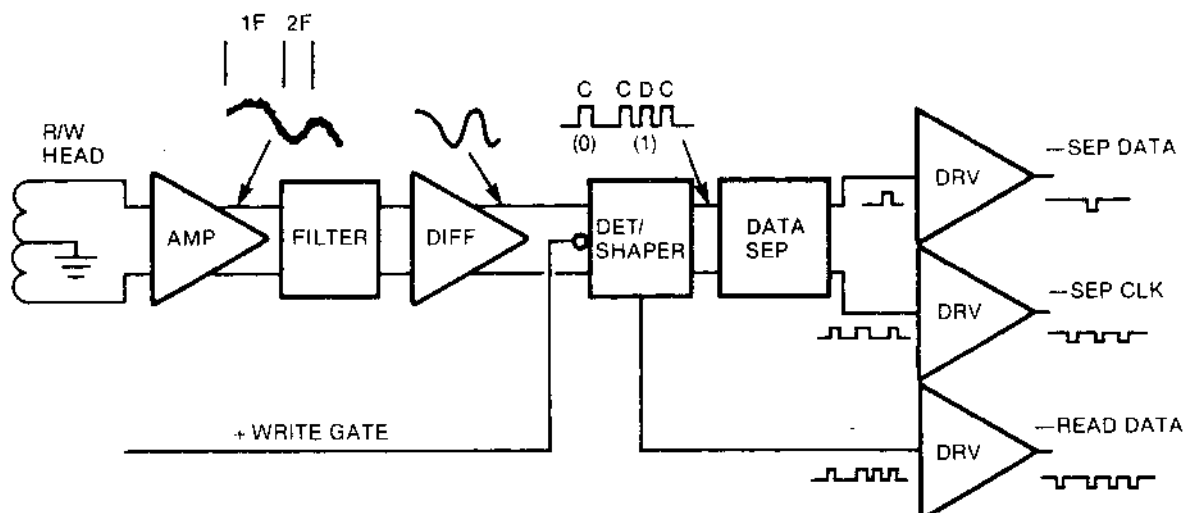 1F 2F
C C D C
(0) (1)
R/W
HEAD
AMP
FILTER
DIFF
DET/
SHAPER
DATA
SEP
DRV
—SEP DATA
DRV
—SEP CLK
+ WRITE GATE
DRV
—READ DATA